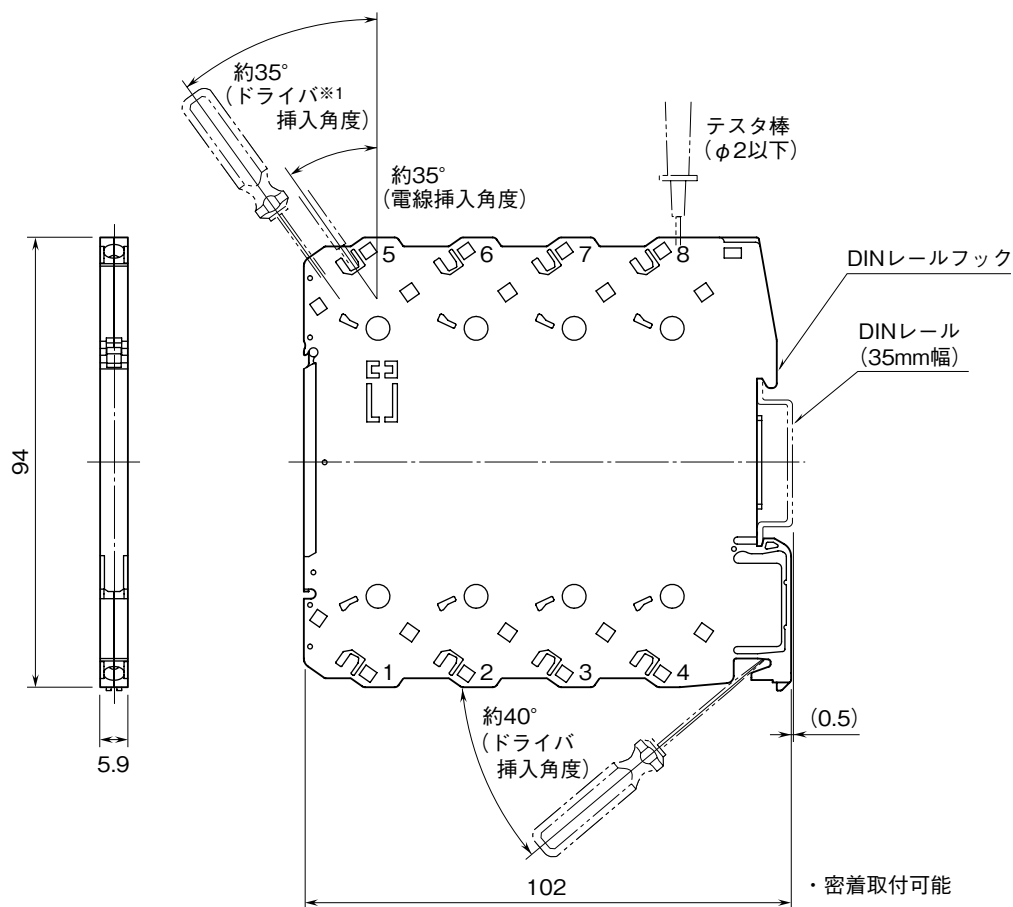 約35°
（ドライバ※1
挿入角度）
テスタ棒
（φ2以下）
約35°
（電線挿入角度）
5
6
7
8
DINレールフック
DINレール
（35mm幅）
94
1
2
3
4
約40°
（ドライバ
挿入角度）
（0.5）
5.9
102
・密着取付可能